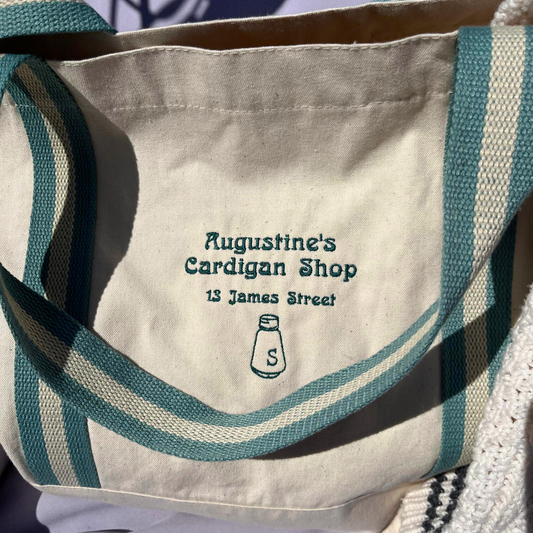 Augustine's
Cardigan Shop
13 James Street
S